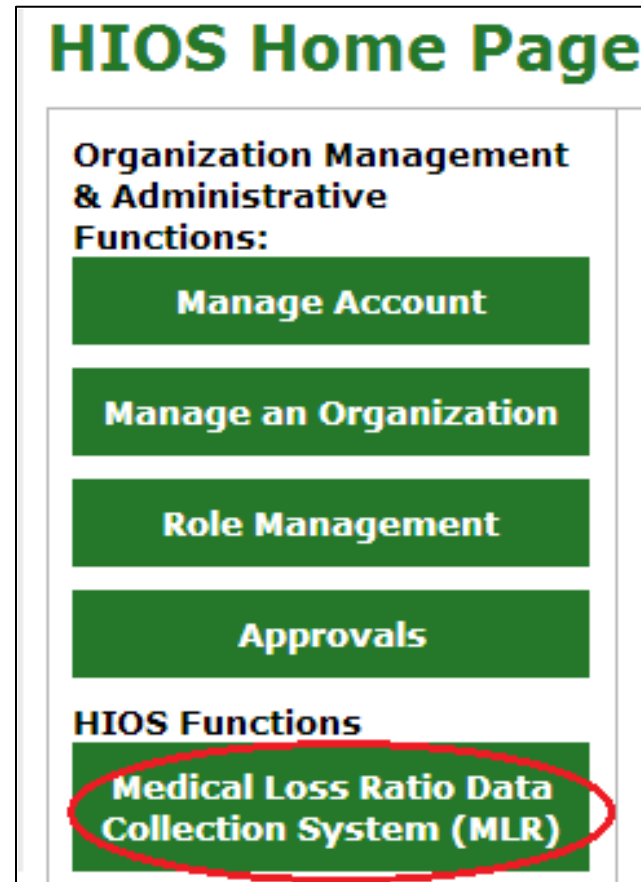 HIOS Home Page
Organization Management
& Administrative
Functions:
Manage Account
Manage an Organization
Role Management
Approvals
HIOS Functions
Medical Loss Ratio Data
Collection System (MLR)